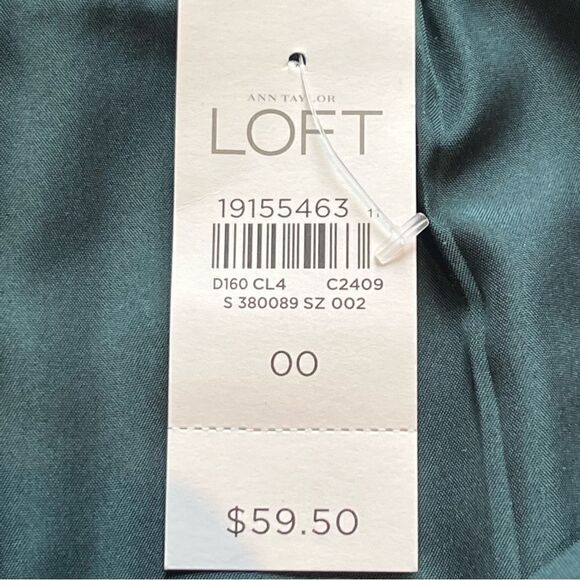 ANN TAYLOR
LOFT
19155463
D160 CL4 C2409
S 380089 SZ 002
00
$59.50